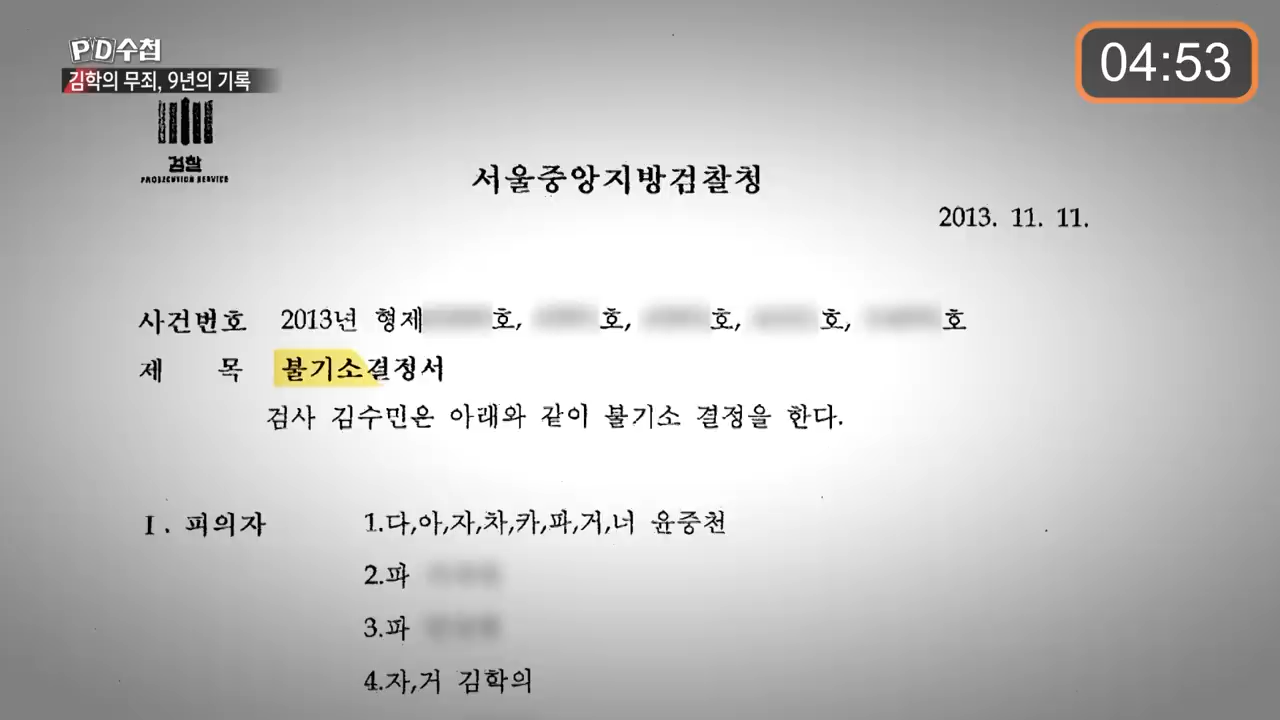 PD수첩
04:53
김학의 무죄, 9년의 기록
검찰
PROSECUTION SERVICE
서울중앙지방검찰청
2013. 11. 11.
사건번호 2013년 형제 호, 호, 호, 호, 호
제 목 불기소결정서
검사 김수민은 아래와 같이 불기소 결정을 한다.
I. 피의자 1.다,아,자,차,카,파,거,너 윤중천
2.파
3.파
4.자,거 김학의